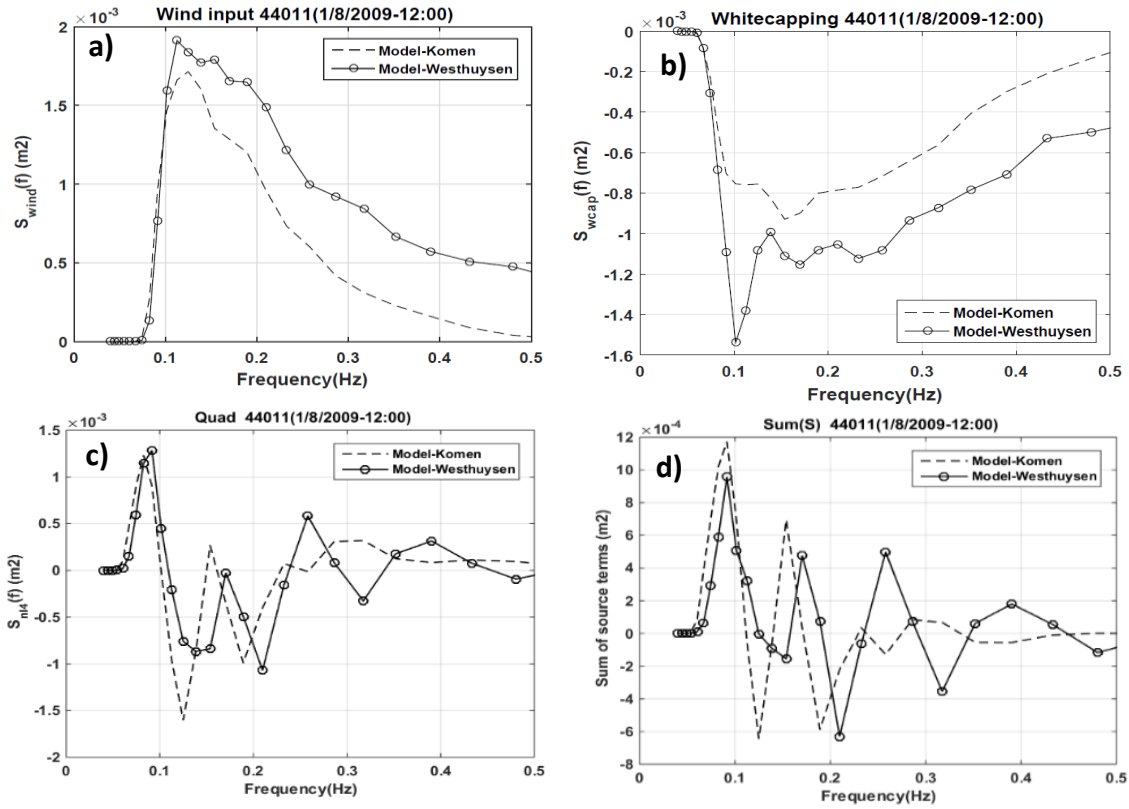 Wind input 44011(1/8/2009-12:00)
×10-3
a)
Model-Komen
Model-Westhuysen
2
1.5
1
0.5
0
Swind(f) (m2)
0 0.1 0.2 0.3 0.4 0.5
Frequency(Hz)
Whitecapping 44011(1/8/2009-12:00)
×10-3
b)
0
-0.2
-0.4
-0.6
-0.8
-1
-1.2
-1.4
-1.6
Swcap(f) (m2)
Model-Komen
Model-Westhuysen
0 0.1 0.2 0.3 0.4 0.5
Frequency(Hz)
Quad 44011(1/8/2009-12:00)
×10-3
c)
Model-Komen
Model-Westhuysen
1.5
1
0.5
0
-0.5
-1
-1.5
-2
Snl4(f) (m2)
0 0.1 0.2 0.3 0.4 0.5
Frequency(Hz)
Sum(S) 44011(1/8/2009-12:00)
×10-4
d)
Model-Komen
Model-Westhuysen
12
10
8
6
4
2
0
-2
-4
-6
-8
Sum of source terms (m2)
0 0.1 0.2 0.3 0.4 0.5
Frequency(Hz)